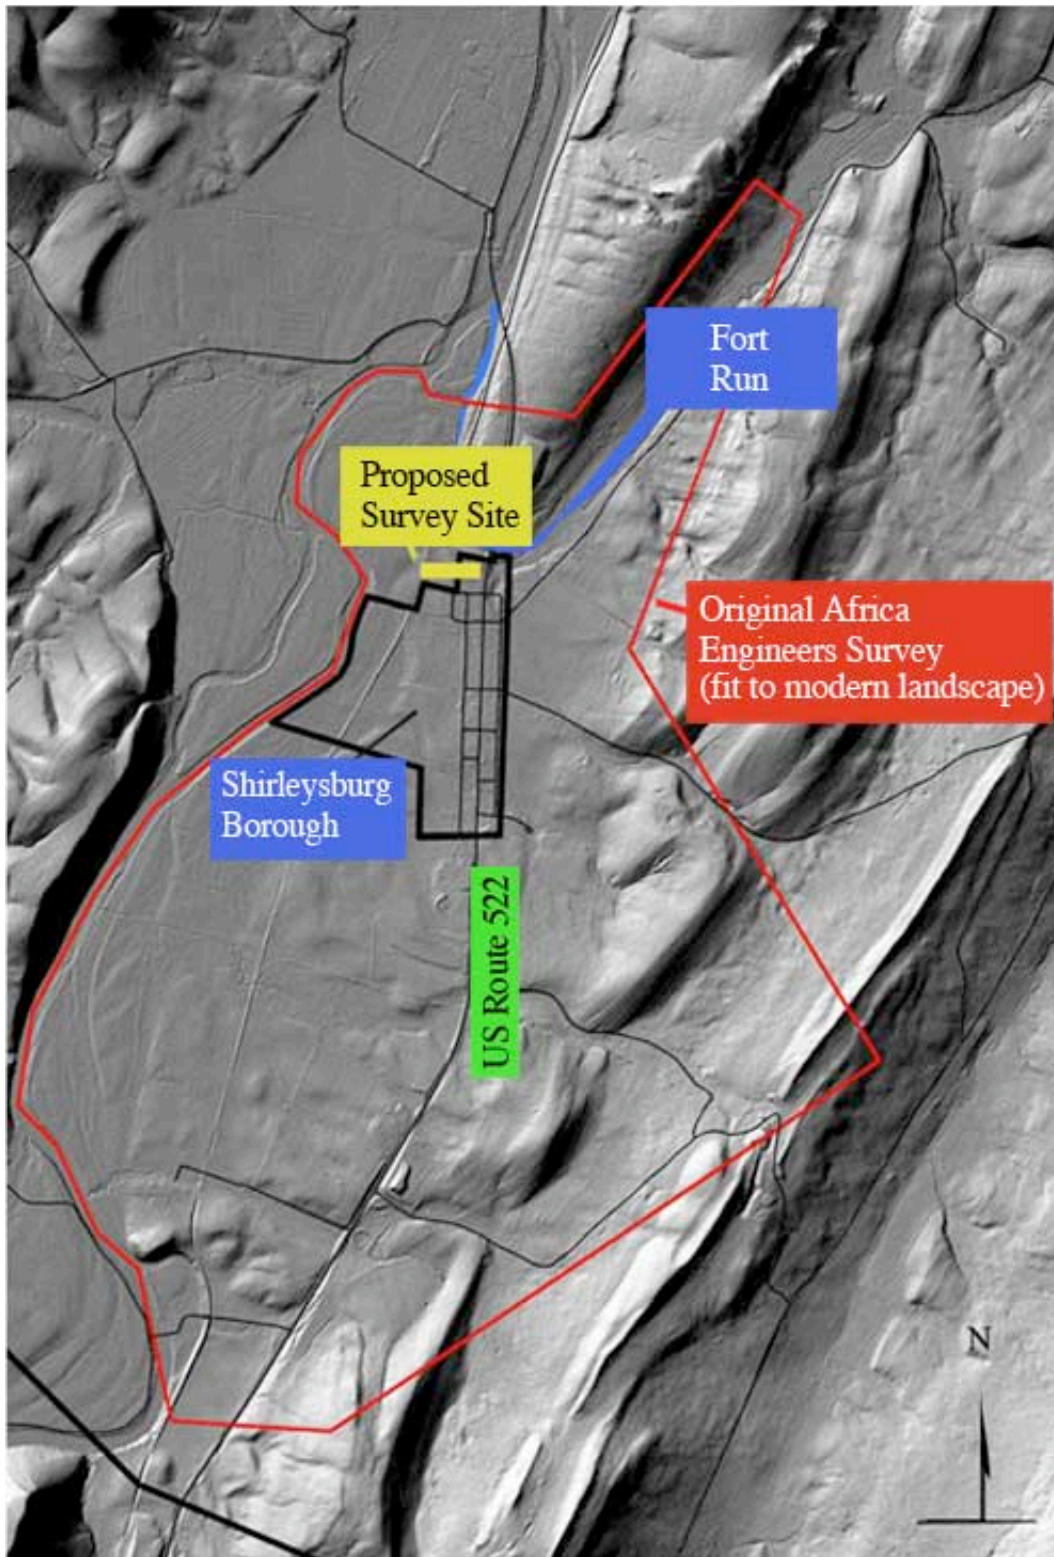 Fort
Run
Proposed
Survey Site
Original Africa
Engineers Survey
(fit to modern landscape)
Shirleysburg
Borough
US Route 522
N